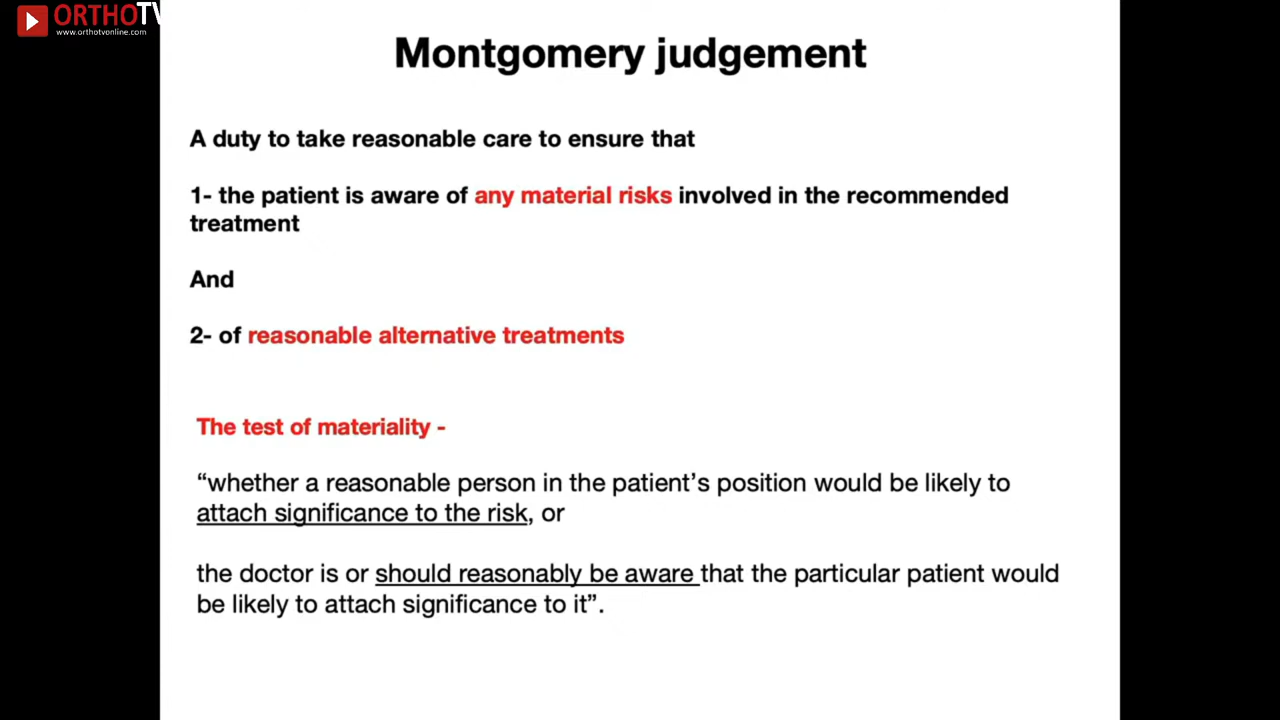 ORTHOTV
www.orthotvonline.com
Montgomery judgement
A duty to take reasonable care to ensure that
1- the patient is aware of any material risks involved in the recommended
treatment
And
2- of reasonable alternative treatments
The test of materiality -
“whether a reasonable person in the patient’s position would be likely to
attach significance to the risk, or
the doctor is or should reasonably be aware that the particular patient would
be likely to attach significance to it”.